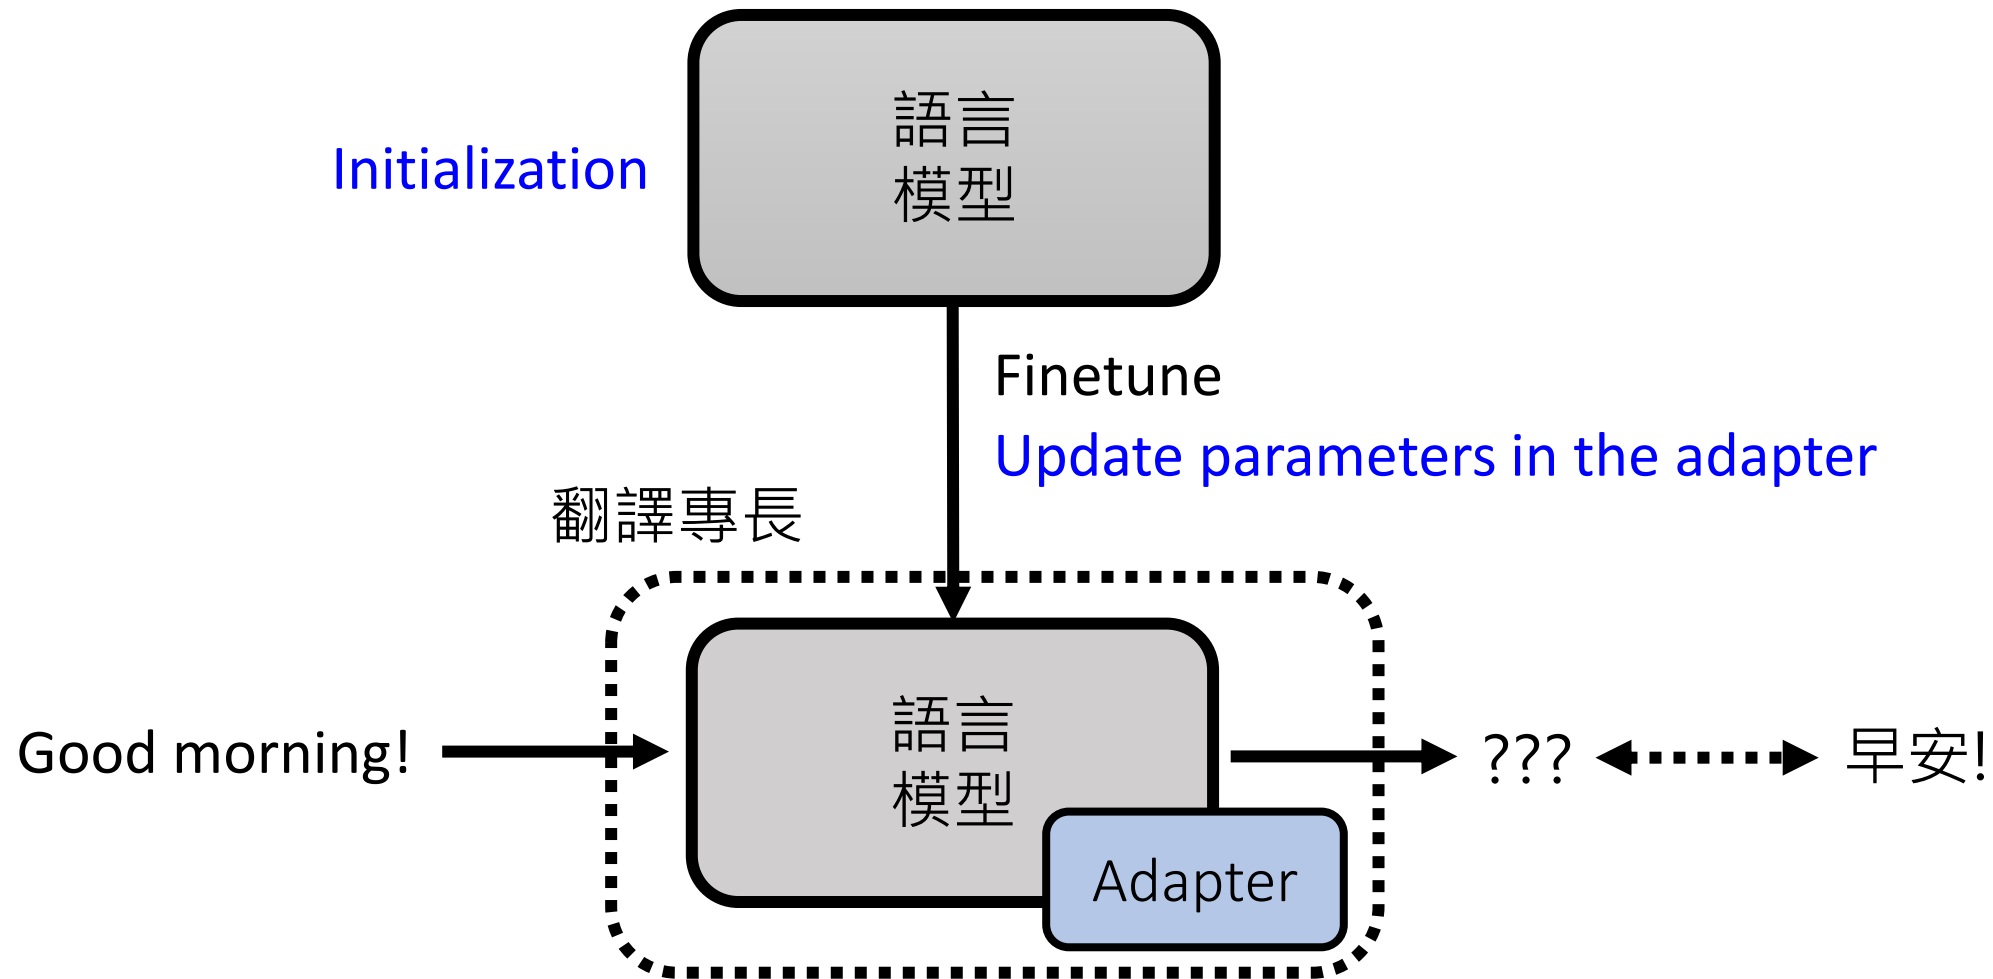 語言
模型
Initialization
Finetune
Update parameters in the adapter
翻譯專長
Good morning!
語言
模型
Adapter
???
早安!